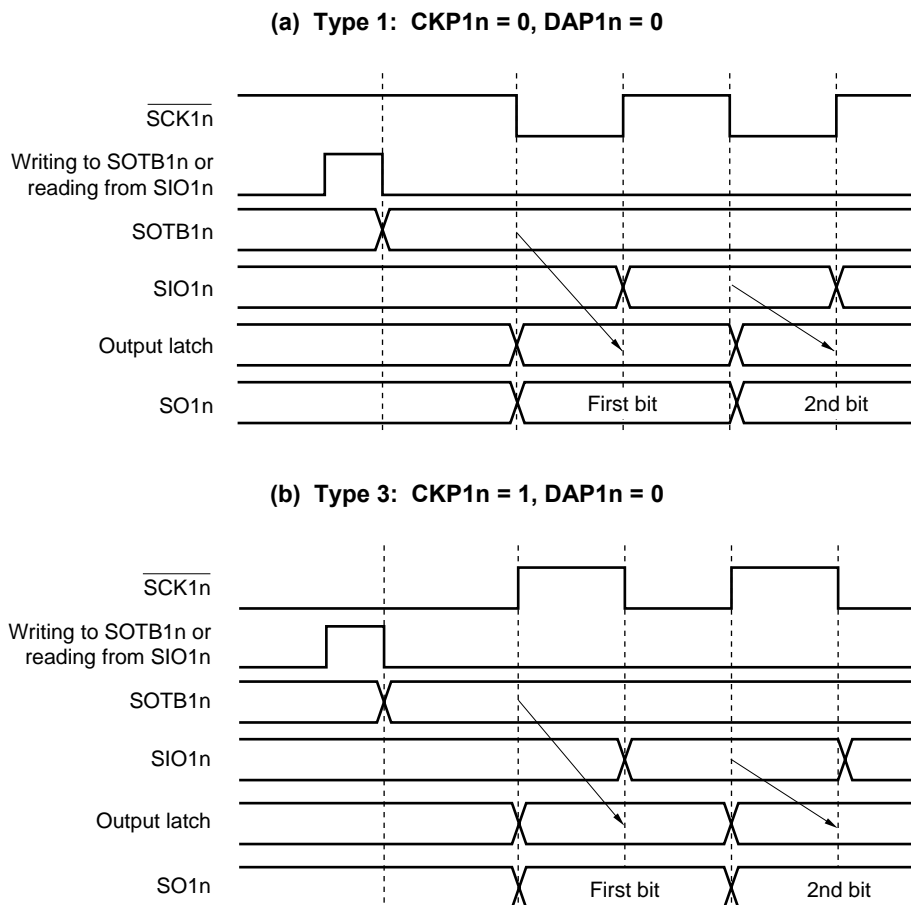 (a) Type 1: CKP1n = 0, DAP1n = 0
SCK1n
Writing to SOTB1n or
reading from SIO1n
SOTB1n
SIO1n
Output latch
SO1n
First bit
2nd bit
(b) Type 3: CKP1n = 1, DAP1n = 0
SCK1n
Writing to SOTB1n or
reading from SIO1n
SOTB1n
SIO1n
Output latch
SO1n
First bit
2nd bit